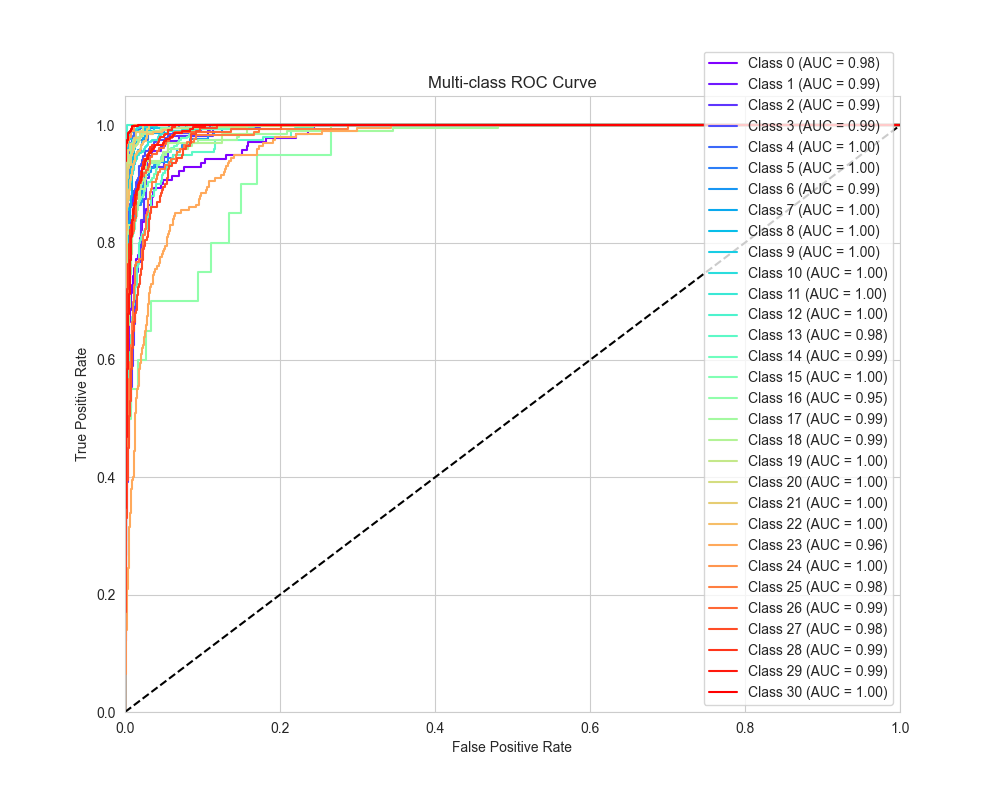 Multi-class ROC Curve
True Positive Rate
1.0
0.8
0.6
0.4
0.2
0.0
0.0 0.2 0.4 0.6 0.8 1.0
False Positive Rate
Class 0 (AUC = 0.98)
Class 1 (AUC = 0.99)
Class 2 (AUC = 0.99)
Class 3 (AUC = 0.99)
Class 4 (AUC = 1.00)
Class 5 (AUC = 1.00)
Class 6 (AUC = 0.99)
Class 7 (AUC = 1.00)
Class 8 (AUC = 1.00)
Class 9 (AUC = 1.00)
Class 10 (AUC = 1.00)
Class 11 (AUC = 1.00)
Class 12 (AUC = 1.00)
Class 13 (AUC = 0.98)
Class 14 (AUC = 0.99)
Class 15 (AUC = 1.00)
Class 16 (AUC = 0.95)
Class 17 (AUC = 0.99)
Class 18 (AUC = 0.99)
Class 19 (AUC = 1.00)
Class 20 (AUC = 1.00)
Class 21 (AUC = 1.00)
Class 22 (AUC = 1.00)
Class 23 (AUC = 0.96)
Class 24 (AUC = 1.00)
Class 25 (AUC = 0.98)
Class 26 (AUC = 0.99)
Class 27 (AUC = 0.98)
Class 28 (AUC = 0.99)
Class 29 (AUC = 0.99)
Class 30 (AUC = 1.00)